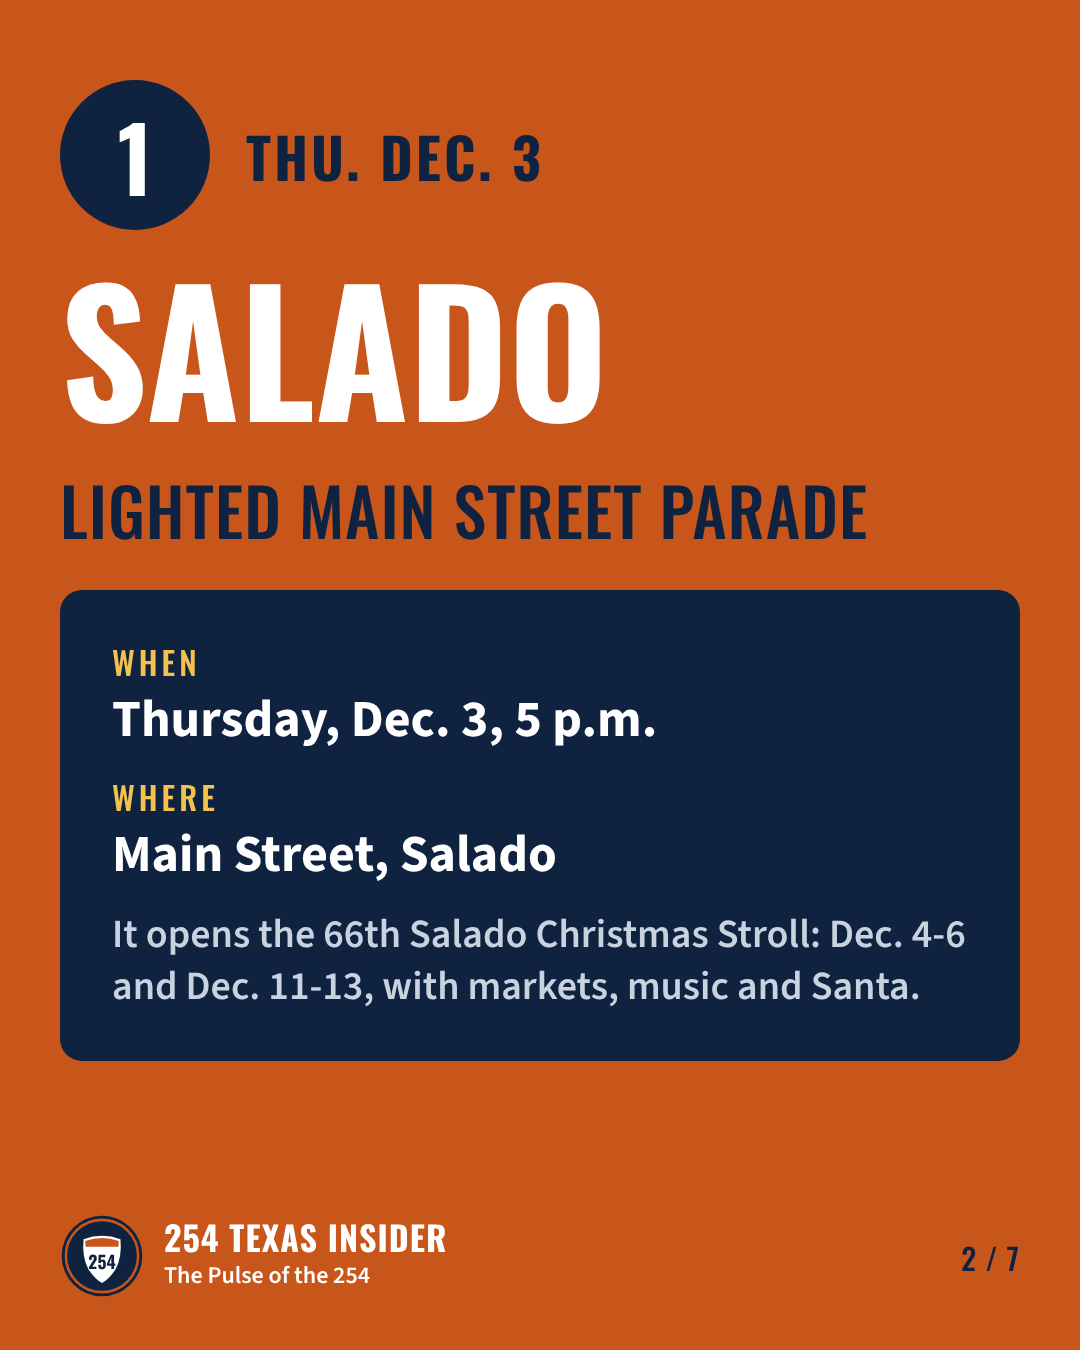 1
THU. DEC. 3
SALADO
LIGHTED MAIN STREET PARADE
WHEN
Thursday, Dec. 3, 5 p.m.
WHERE
Main Street, Salado
It opens the 66th Salado Christmas Stroll: Dec. 4-6
and Dec. 11-13, with markets, music and Santa.
254
254 TEXAS INSIDER
The Pulse of the 254
2 / 7